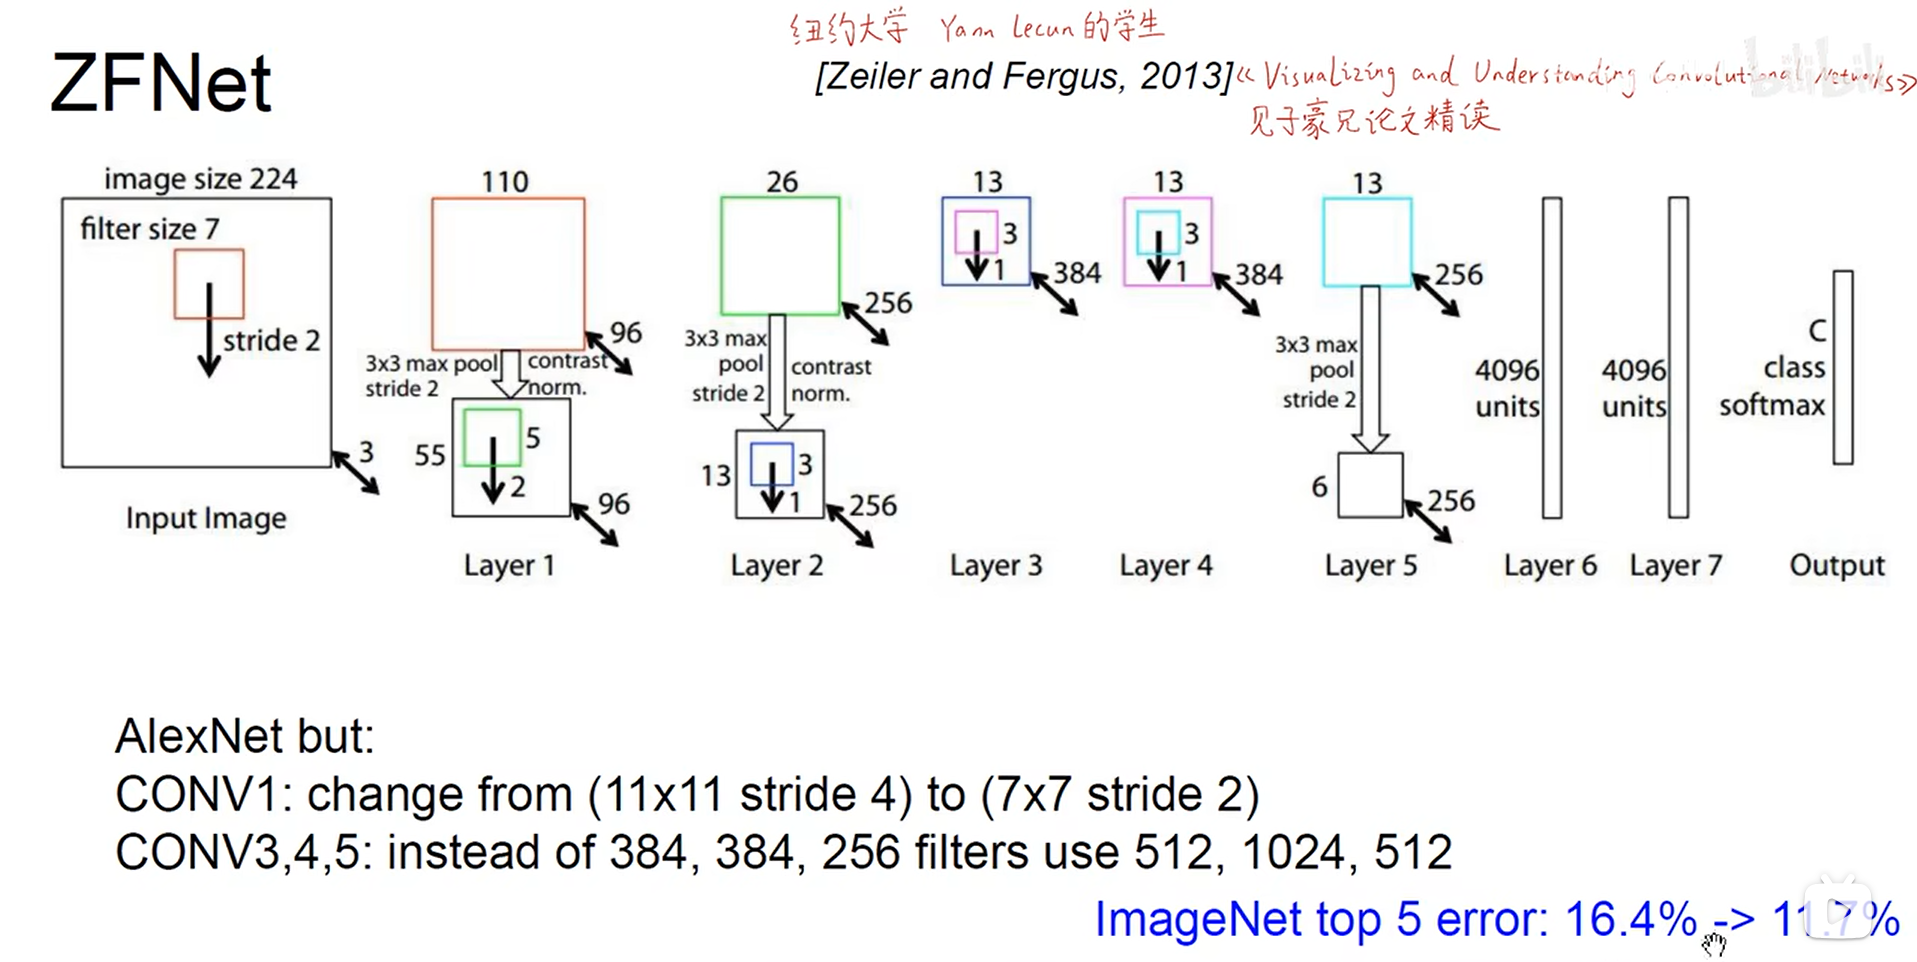 纽约大学 Yann Lecun 的学生
ZFNet
[Zeiler and Fergus, 2013]《Visualizing and Understanding Convolutional Networks》
bilibili
见子豪兄论文精读
image size 224
filter size 7
stride 2
3
Input Image
110
96
3x3 max pool
stride 2
contrast
norm.
55
5
2
96
Layer 1
26
256
3x3 max
pool
stride 2
contrast
norm.
13
3
1
256
Layer 2
13
3
1
384
Layer 3
13
3
1
384
Layer 4
13
256
3x3 max
pool
stride 2
6
256
Layer 5
4096
units
Layer 6
4096
units
Layer 7
C
class
softmax
Output
AlexNet but:
CONV1: change from (11x11 stride 4) to (7x7 stride 2)
CONV3,4,5: instead of 384, 384, 256 filters use 512, 1024, 512
ImageNet top 5 error: 16.4% -> 11.7%